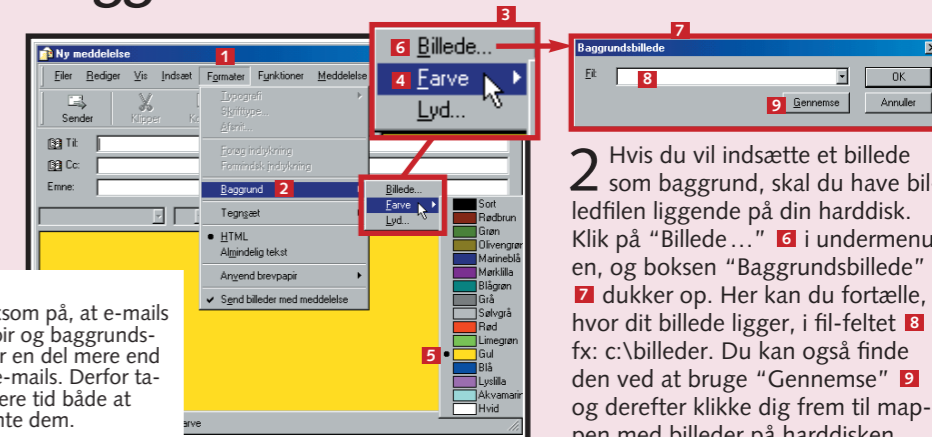 3
7
1
Ny meddelelse
Filer Rediger Vis Indsæt Formater Funktioner Meddelelse
Sender Klipper
Til:
Cc:
Emne:
Typografi
Skrifttype...
Afsnit...
Forøg indrykning
Formindsk indrykning
Baggrund 2
Tegnsæt
HTML
Almindelig tekst
Anvend brevpapir
Send billeder med meddelelse
6 Billede...
4 Farve
Lyd...
Billede...
Farve
Lyd...
Sort
Rødbrun
Grøn
Olivengrøn
Marineblå
Mørklilla
Blågrøn
Grå
Sølvgrå
Rød
Limegrøn
5 Gul
Blå
Lyslilla
Akvamarin
Hvid
Baggrundsbillede
Fil: 8
OK
9 Gennemse Annuller
2 Hvis du vil indsætte et billede
som baggrund, skal du have bil-
ledfilen liggende på din harddisk.
Klik på "Billede..." 6 i undermenu
en, og boksen "Baggrundsbillede"
7 dukker op. Her kan du fortælle,
hvor dit billede ligger, i fil-feltet 8
fx: c:\billeder. Du kan også finde
den ved at bruge "Gennemse" 9
og derefter klikke dig frem til map-
pen med billeder på harddisken
som på, at e-mails
pir og baggrunds-
r en del mere end
e-mails. Derfor ta-
ere tid både at
nte dem.